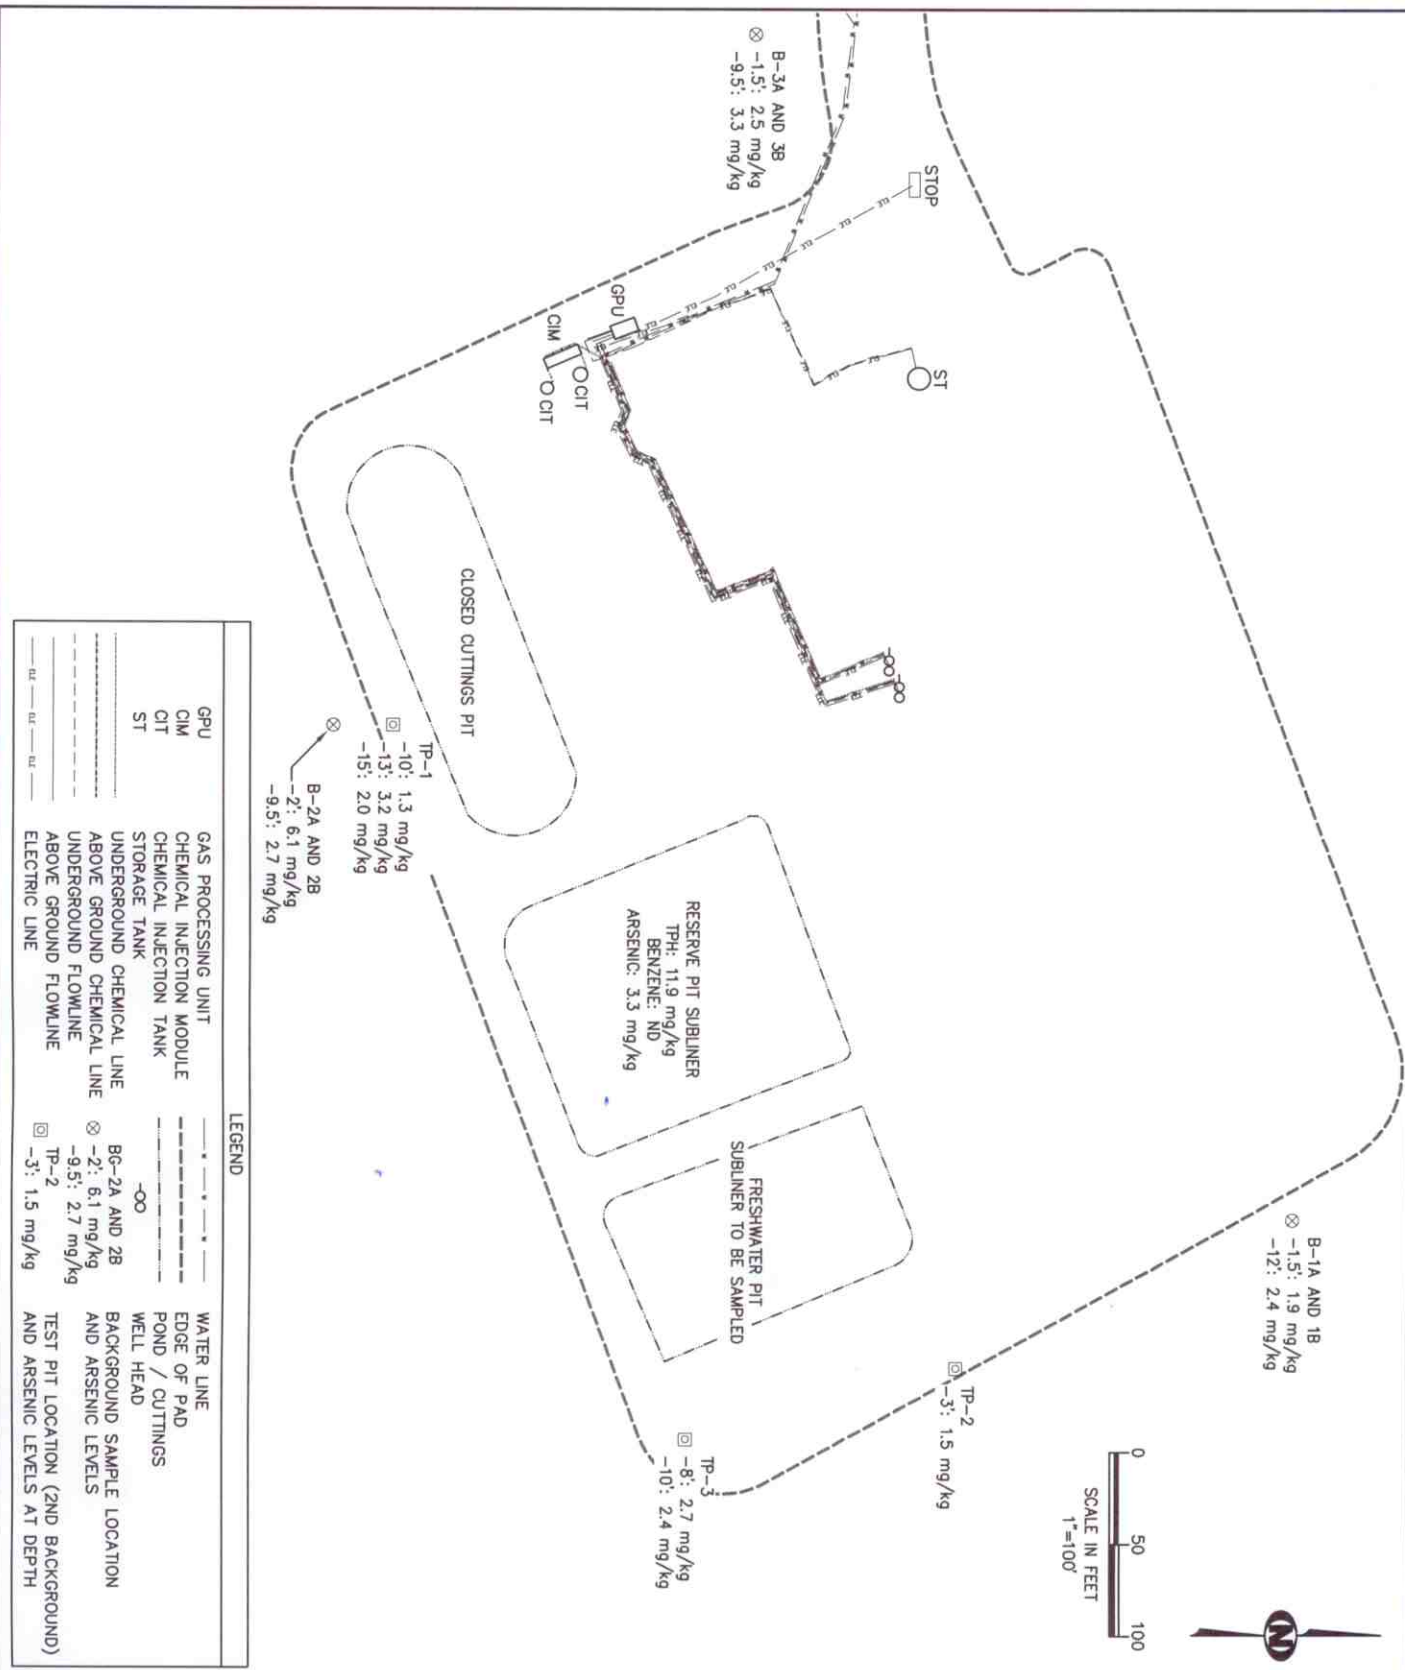 B-3A AND 3B
-1.5': 2.5 mg/kg
-9.5': 3.3 mg/kg
STOP
ELE ELE ELE
GPU
CIM
CIT
CIT
ST
CLOSED CUTTINGS PIT
TP-1
-10': 1.3 mg/kg
-13': 3.2 mg/kg
-15': 2.0 mg/kg
B-2A AND 2B
-2': 6.1 mg/kg
-9.5': 2.7 mg/kg
RESERVE PIT SUBLINER
TPH: 11.9 mg/kg
BENZENE: ND
ARSENIC: 3.3 mg/kg
FRESHWATER PIT
SUBLINER TO BE SAMPLED
B-1A AND 1B
-1.5': 1.9 mg/kg
-12': 2.4 mg/kg
TP-2
-3': 1.5 mg/kg
TP-3
-8': 2.7 mg/kg
-10': 2.4 mg/kg
N
0 50 100
SCALE IN FEET
1"=100'
LEGEND
GPU GAS PROCESSING UNIT
CIM CHEMICAL INJECTION MODULE
CIT CHEMICAL INJECTION TANK
ST STORAGE TANK
UNDERGROUND CHEMICAL LINE
ABOVE GROUND CHEMICAL LINE
UNDERGROUND FLOWLINE
ABOVE GROUND FLOWLINE
ELE ELE ELE ELECTRIC LINE
WATER LINE
EDGE OF PAD
POND / CUTTINGS
WELL HEAD
BG-2A AND 2B BACKGROUND SAMPLE LOCATION
-2': 6.1 mg/kg AND ARSENIC LEVELS
-9.5': 2.7 mg/kg
TP-2 TEST PIT LOCATION (2ND BACKGROUND)
-3': 1.5 mg/kg AND ARSENIC LEVELS AT DEPTH